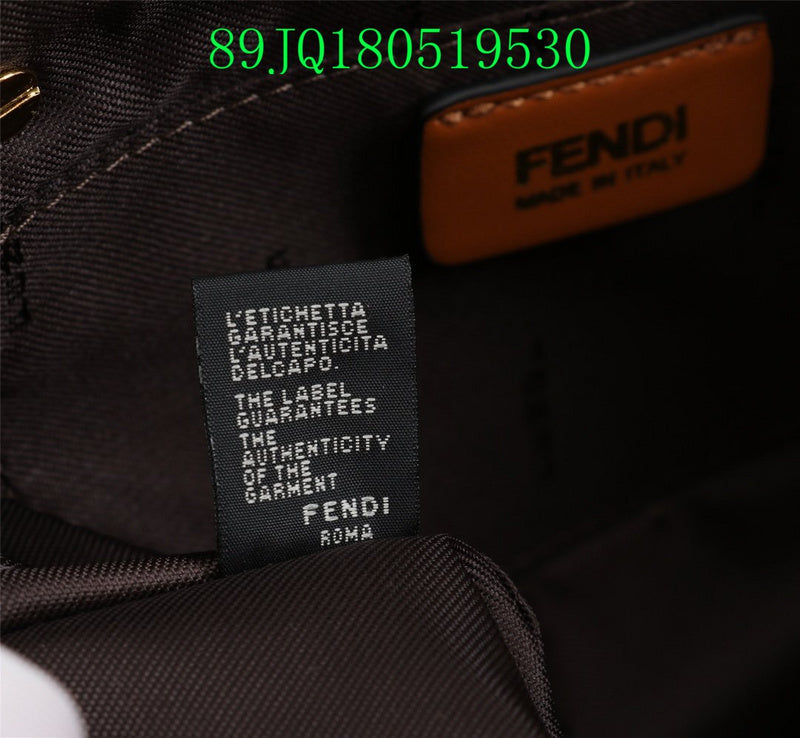 89.JQ180519530
FENDI
MADE IN ITALY
L'ETICHETTA
GARANTISCE
L'AUTENTICITA
DELCAPO.
THE LABEL
GUARANTEES
THE
AUTHENTICITY
OF THE
GARMENT
FENDI
ROMA